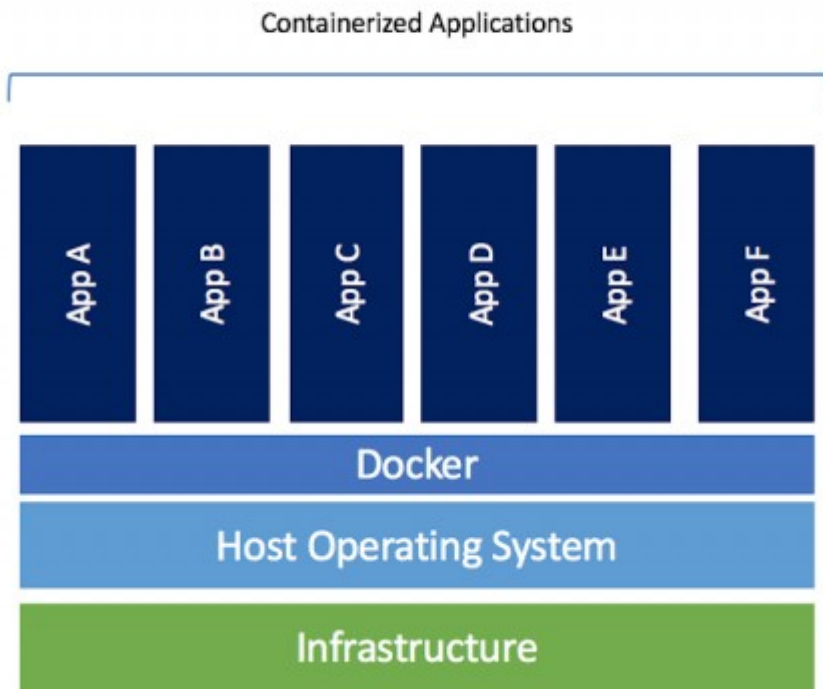 Containerized Applications
App A
App B
App C
App D
App E
App F
Docker
Host Operating System
Infrastructure